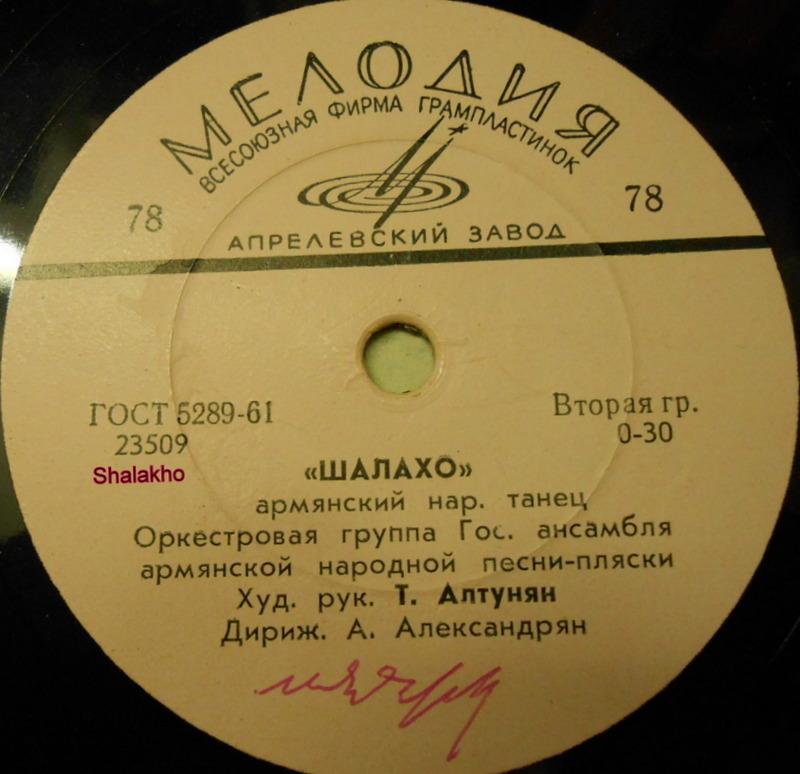 МЕЛОДИЯ
ВСЕСОЮЗНАЯ ФИРМА ГРАМПЛАСТИНОК
78
78
АПРЕЛЕВСКИЙ ЗАВОД
ГОСТ 5289-61
Вторая гр.
23509
0-30
Shalakho
«ШАЛАХО»
армянский нар. танец
Оркестровая группа Гос. ансамбля
армянской народной песни-пляски
Худ. рук. Т. Алтунян
Дириж. А. Александрян